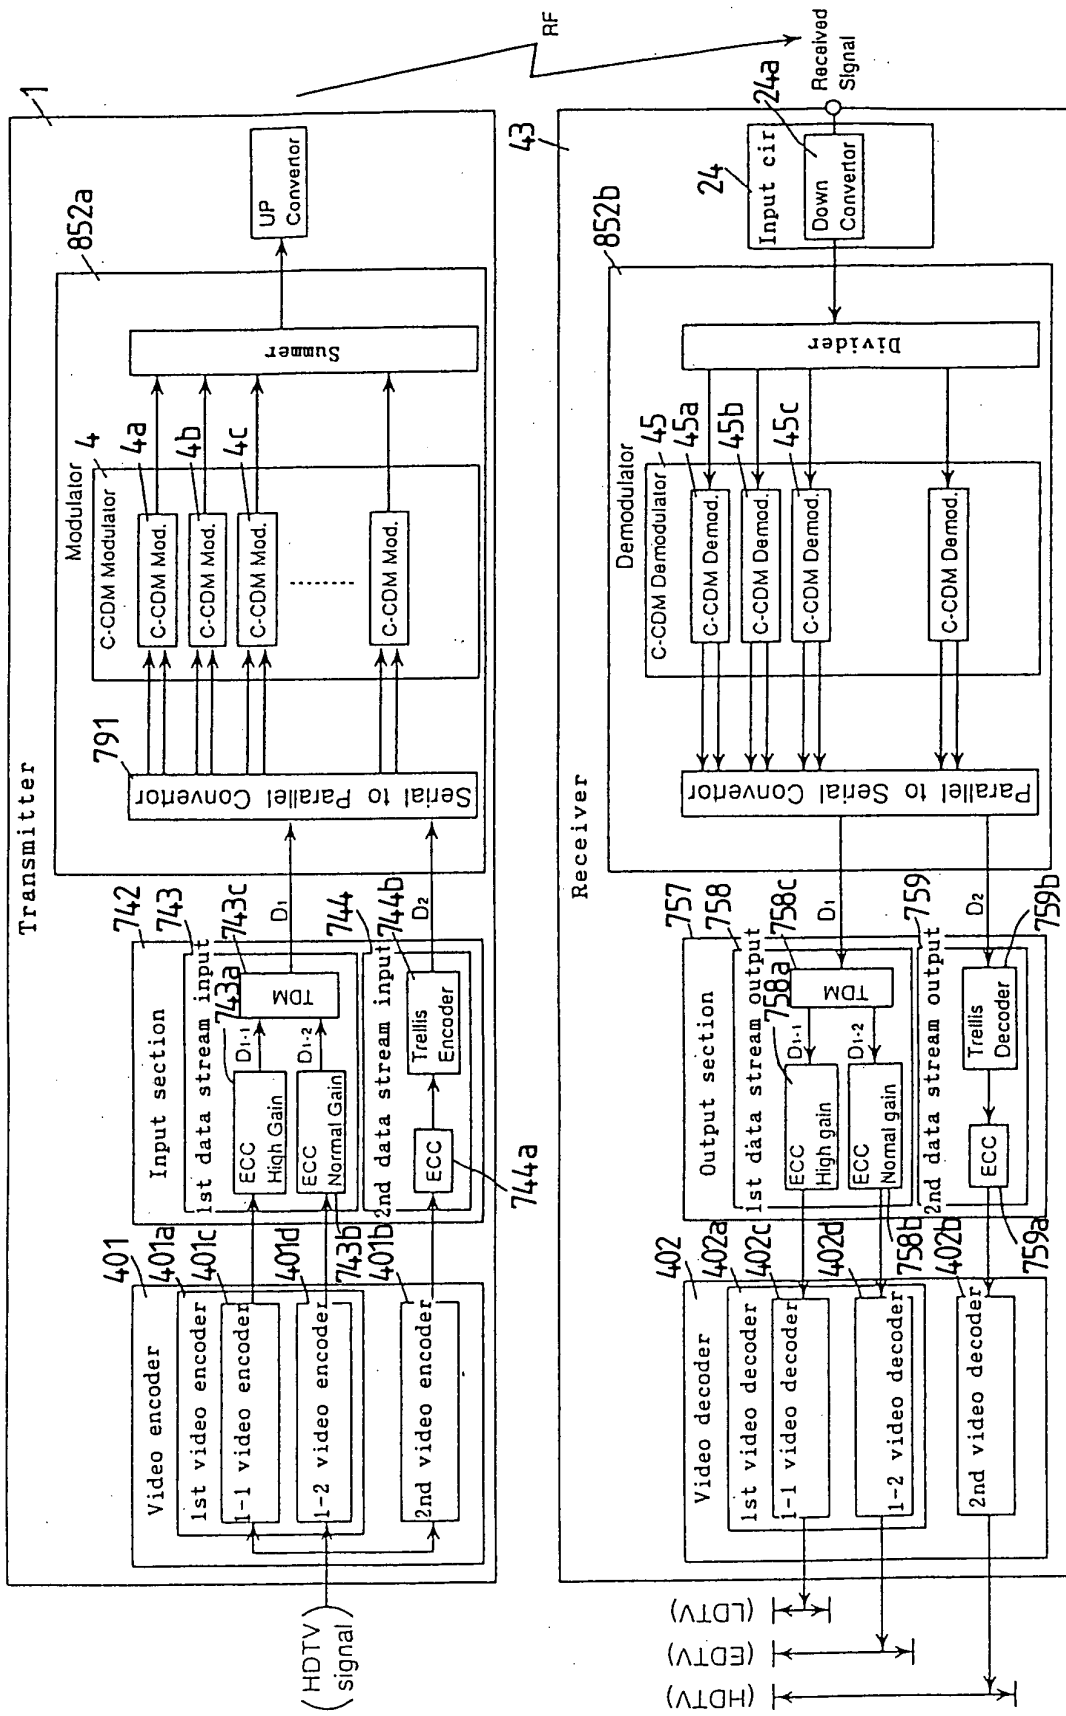 Transmitter
1
(HDTV signal)
401
Video encoder
401a
1st video encoder
401c
1-1 video encoder
401d
1-2 video encoder
401b
2nd video encoder
742
Input section
743
1st data stream input
743a
ECC
High Gain
D1-1
743b
ECC
Normal Gain
D1-2
743c
TDM
744
2nd data stream input
744a
ECC
744b
Trellis
Encoder
D1
D2
852a
Modulator
791
Serial to Parallel Convertor
4
C-CDM Modulator
4a
C-CDM Mod.
4b
C-CDM Mod.
4c
C-CDM Mod.
........
C-CDM Mod.
Summer
UP
Convertor
RF
Receiver
43
Received
Signal
24
Input cir
24a
Down
Convertor
852b
Demodulator
Divider
45
C-CDM Demodulator
45a
C-CDM Demod.
45b
C-CDM Demod.
45c
C-CDM Demod.
C-CDM Demod.
Parallel to Serial Convertor
D1
D2
757
Output section
758
1st data stream output
758c
TDM
758a
D1-1
ECC
High gain
D1-2
ECC
Normal gain
758b
759
2nd data stream output
759b
Trellis
Decoder
ECC
759a
402
Video decoder
402a
1st video decoder
402c
1-1 video decoder
402d
1-2 video decoder
402b
2nd video decoder
(LDTV)
(EDTV)
(HDTV)